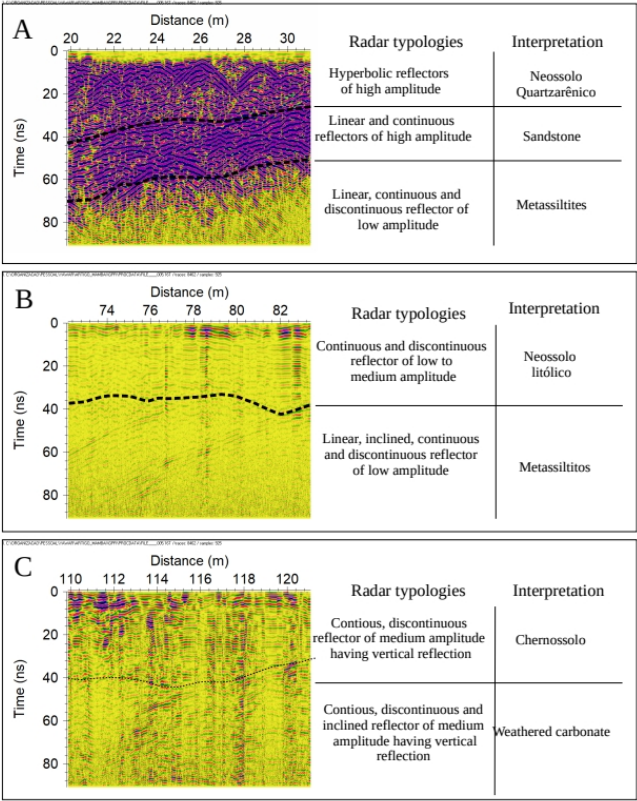 A
Distance (m)
20 22 24 26 28 30
Time (ns)
0
20
40
60
80
Radar typologies
Interpretation
Hyperbolic reflectors
of high amplitude
Neossolo
Quartzarênico
Linear and continuous
reflectors of high amplitude
Sandstone
Linear, continuous and
discontinuous reflector of
low amplitude
Metassiltites
B
Distance (m)
74 76 78 80 82
Time (ns)
0
20
40
60
80
Radar typologies
Interpretation
Continuous and discontinuous
reflector of low to
medium amplitude
Neossolo
litólico
Linear, inclined, continuous
and discontinuous reflector
of low amplitude
Metassiltitos
C
Distance (m)
110 112 114 116 118 120
Time (ns)
0
20
40
60
80
Radar typologies
Interpretation
Contious, discontinuous
reflector of medium amplitude
having vertical reflection
Chernossolo
Contious, discontinuous and
inclined reflector of medium
amplitude having vertical
reflection
Weathered carbonate